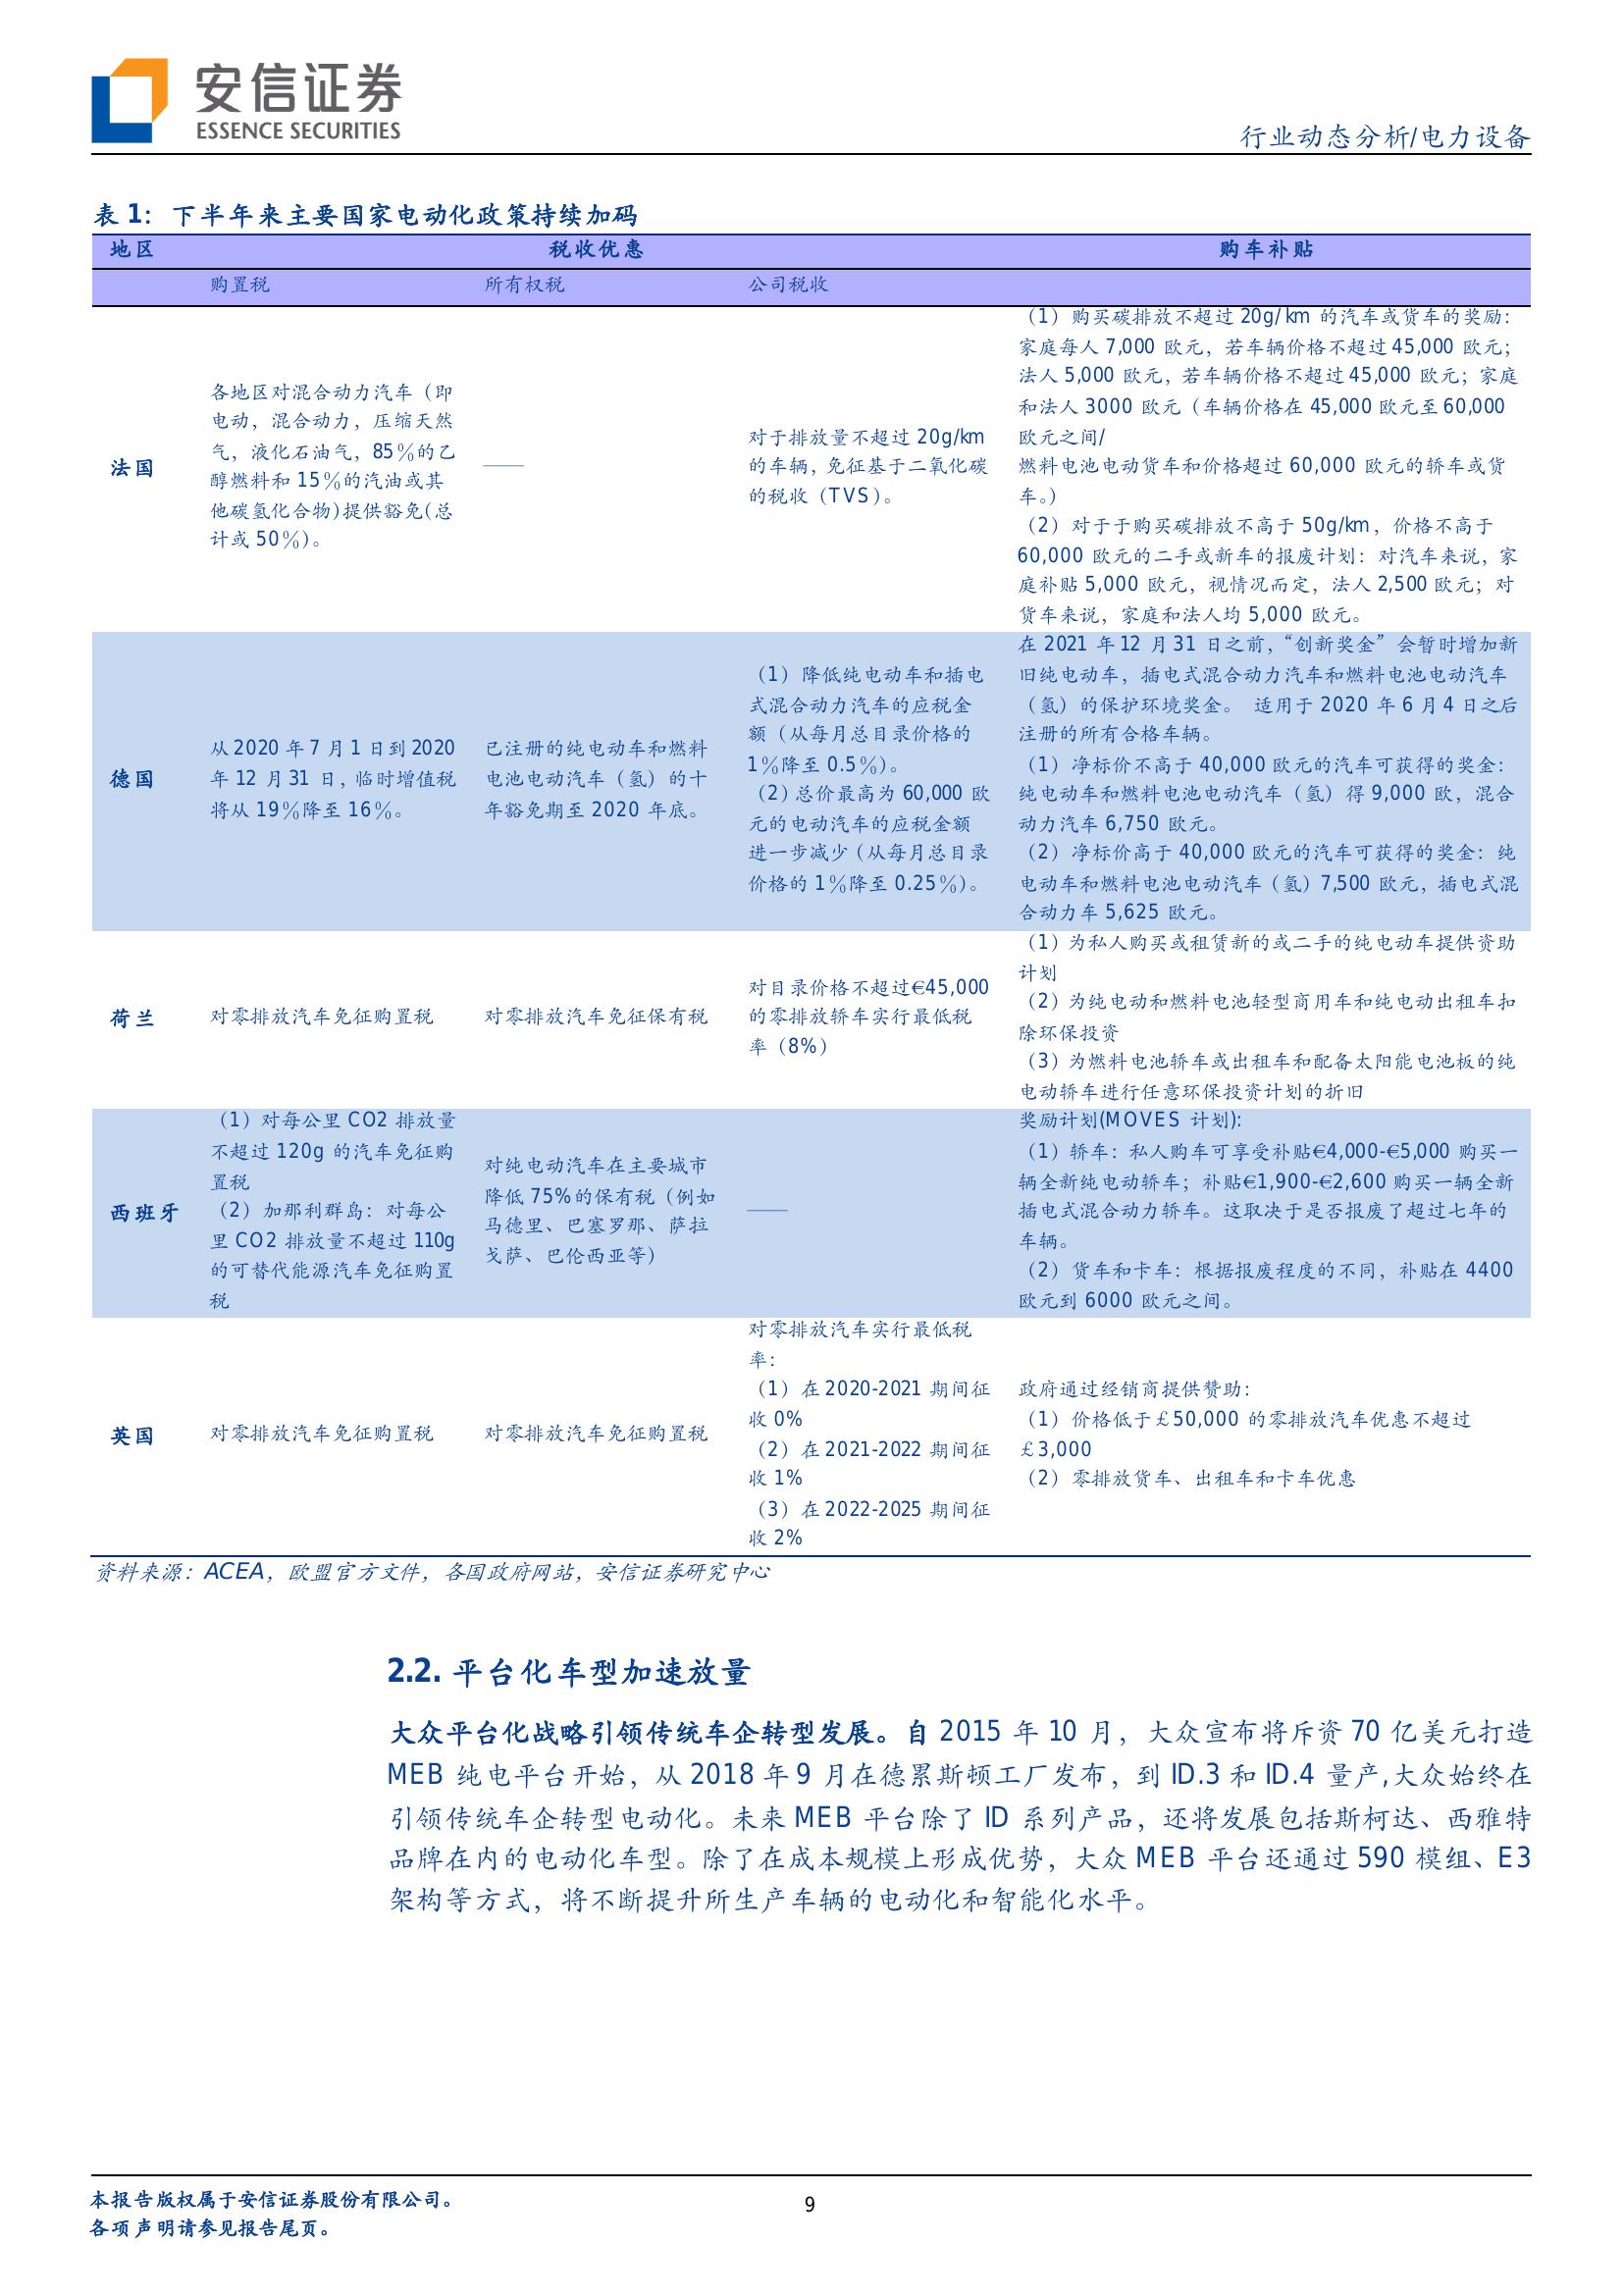 安信证券
ESSENCE SECURITIES
行业动态分析/电力设备
表 1：下半年来主要国家电动化政策持续加码
地区 税收优惠 购车补贴
购置税 所有权税 公司税收
法国
各地区对混合动力汽车（即
电动，混合动力，压缩天然
气，液化石油气，85％的乙
醇燃料和 15％的汽油或其
他碳氢化合物)提供豁免(总
计或 50％)。
——
对于排放量不超过 20g/km
的车辆,免征基于二氧化碳
的税收（TVS）。
（1）购买碳排放不超过 20g/km 的汽车或货车的奖励：
家庭每人 7,000 欧元，若车辆价格不超过 45,000 欧元；
法人 5,000 欧元，若车辆价格不超过 45,000 欧元；家庭
和法人 3000 欧元（车辆价格在 45,000 欧元至 60,000
欧元之间/
燃料电池电动货车和价格超过 60,000 欧元的轿车或货
车。）
（2）对于于购买碳排放不高于 50g/km，价格不高于
60,000 欧元的二手或新车的报废计划：对汽车来说，家
庭补贴 5,000 欧元，视情况而定，法人 2,500 欧元；对
货车来说，家庭和法人均 5,000 欧元。
德国
从 2020 年 7 月 1 日到 2020
年 12 月 31 日，临时增值税
将从 19％降至 16％。
已注册的纯电动车和燃料
电池电动汽车（氢）的十
年豁免期至 2020 年底。
（1）降低纯电动车和插电
式混合动力汽车的应税金
额（从每月总目录价格的
1％降至 0.5％）。
（2）总价最高为 60,000 欧
元的电动汽车的应税金额
进一步减少（从每月总目录
价格的 1％降至 0.25％）。
在 2021 年 12 月 31 日之前，“创新奖金”会暂时增加新
旧纯电动车，插电式混合动力汽车和燃料电池电动汽车
（氢）的保护环境奖金。 适用于 2020 年 6 月 4 日之后
注册的所有合格车辆。
（1）净标价不高于 40,000 欧元的汽车可获得的奖金：
纯电动车和燃料电池电动汽车（氢）得 9,000 欧，混合
动力汽车 6,750 欧元。
（2）净标价高于 40,000 欧元的汽车可获得的奖金：纯
电动车和燃料电池电动汽车（氢）7,500 欧元，插电式混
合动力车 5,625 欧元。
荷兰
对零排放汽车免征购置税
对零排放汽车免征保有税
对目录价格不超过€45,000
的零排放轿车实行最低税
率（8%）
（1）为私人购买或租赁新的或二手的纯电动车提供资助
计划
（2）为纯电动和燃料电池轻型商用车和纯电动出租车扣
除环保投资
（3）为燃料电池轿车或出租车和配备太阳能电池板的纯
电动轿车进行任意环保投资计划的折旧
西班牙
（1）对每公里 CO2 排放量
不超过 120g 的汽车免征购
置税
（2）加那利群岛：对每公
里 CO2 排放量不超过 110g
的可替代能源汽车免征购置
税
对纯电动汽车在主要城市
降低 75%的保有税（例如
马德里、巴塞罗那、萨拉
戈萨、巴伦西亚等）
——
奖励计划(MOVES 计划)：
（1）轿车：私人购车可享受补贴€4,000-€5,000 购买一
辆全新纯电动轿车；补贴€1,900-€2,600 购买一辆全新
插电式混合动力轿车。这取决于是否报废了超过七年的
车辆。
（2）货车和卡车：根据报废程度的不同，补贴在 4400
欧元到 6000 欧元之间。
英国
对零排放汽车免征购置税
对零排放汽车免征购置税
对零排放汽车实行最低税
率：
（1）在 2020-2021 期间征
收 0%
（2）在 2021-2022 期间征
收 1%
（3）在 2022-2025 期间征
收 2%
政府通过经销商提供赞助：
（1）价格低于￡50,000 的零排放汽车优惠不超过
￡3,000
（2）零排放货车、出租车和卡车优惠
资料来源：ACEA，欧盟官方文件，各国政府网站，安信证券研究中心
2.2. 平台化车型加速放量
大众平台化战略引领传统车企转型发展。自 2015 年 10 月，大众宣布将斥资 70 亿美元打造
MEB 纯电平台开始，从 2018 年 9 月在德累斯顿工厂发布，到 ID.3 和 ID.4 量产,大众始终在
引领传统车企转型电动化。未来 MEB 平台除了 ID 系列产品，还将发展包括斯柯达、西雅特
品牌在内的电动化车型。除了在成本规模上形成优势，大众 MEB 平台还通过 590 模组、E3
架构等方式，将不断提升所生产车辆的电动化和智能化水平。
本报告版权属于安信证券股份有限公司。
各项声明请参见报告尾页。
9